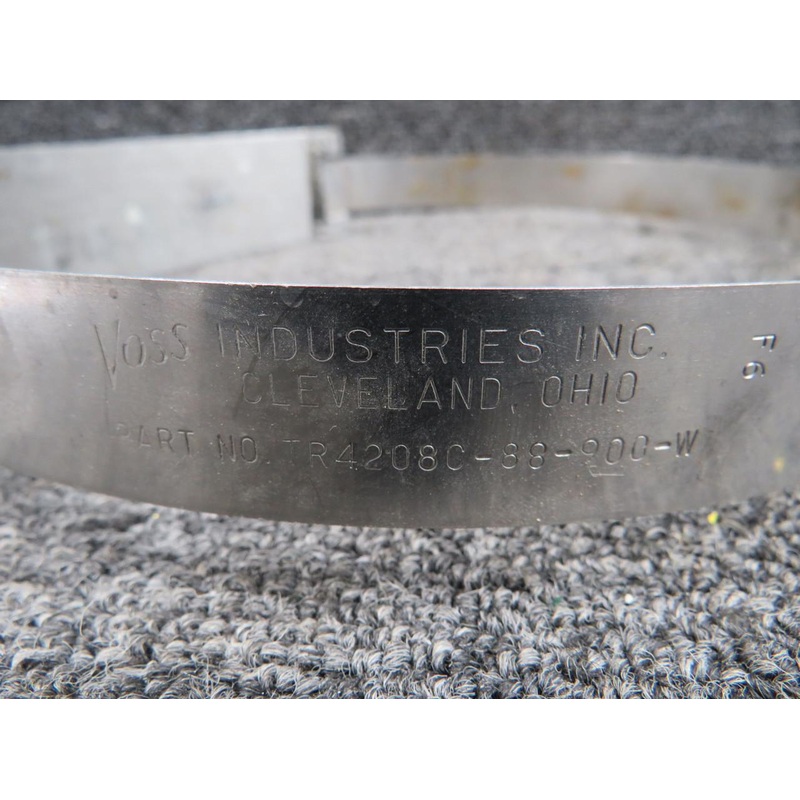 VOSS INDUSTRIES INC.
CLEVELAND, OHIO
PART NO. TR4208C-88-900-W
F6